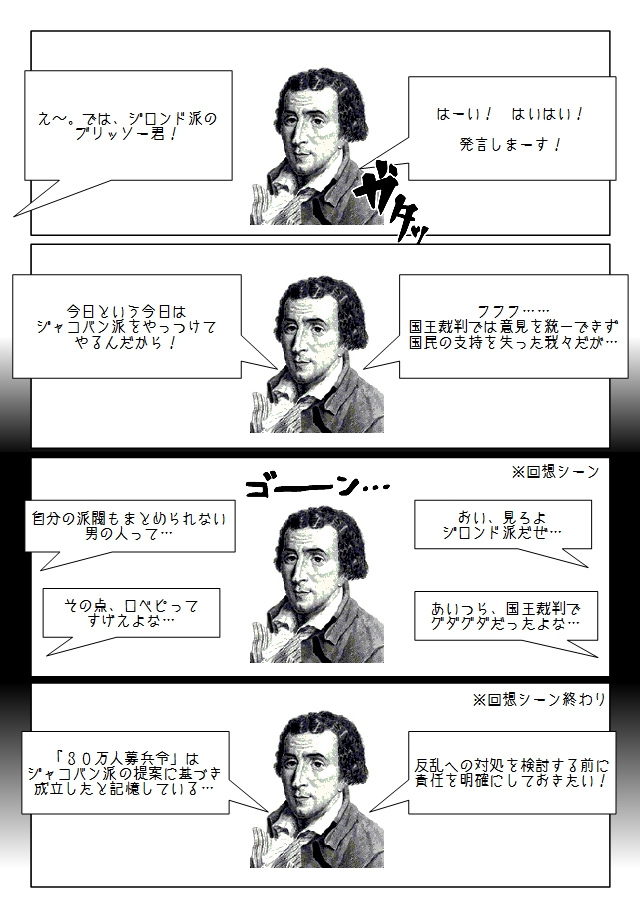 はーい！　はいはい！
発言しまーす！
え～。では、ジロンド派の
ブリッソー君！
ガタッ
フフフ……
国王裁判では意見を統一できず
国民の支持を失った我々だが…
今日という今日は
ジャコバン派をやっつけて
やるんだから！
※回想シーン
ゴーーン…
おい、見ろよ
ジロンド派だぜ…
あいつら、国王裁判で
グダグダだったよな…
自分の派閥もまとめられない
男の人って…
その点、ロベピって
すげえよな…
※回想シーン終わり
反乱への対処を検討する前に
責任を明確にしておきたい！
「３０万人募兵令」は
ジャコバン派の提案に基づき
成立したと記憶している…